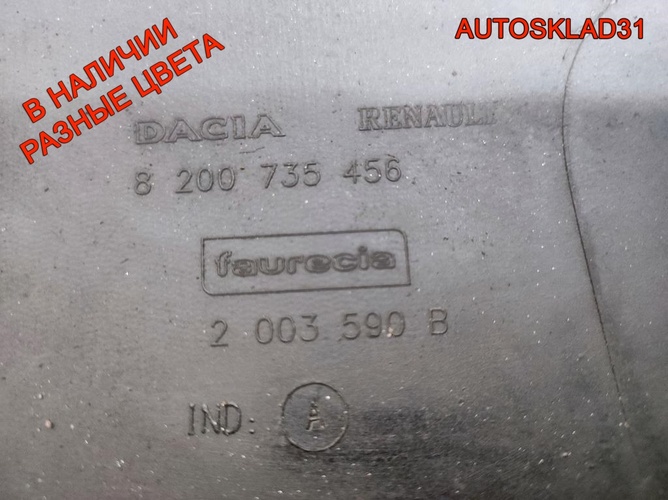 AUTOSKLAD31
В НАЛИЧИИ
РАЗНЫЕ ЦВЕТА
DACIA RENAULT
8 200 735 456
faurecia
2 003 590 B
IND: A